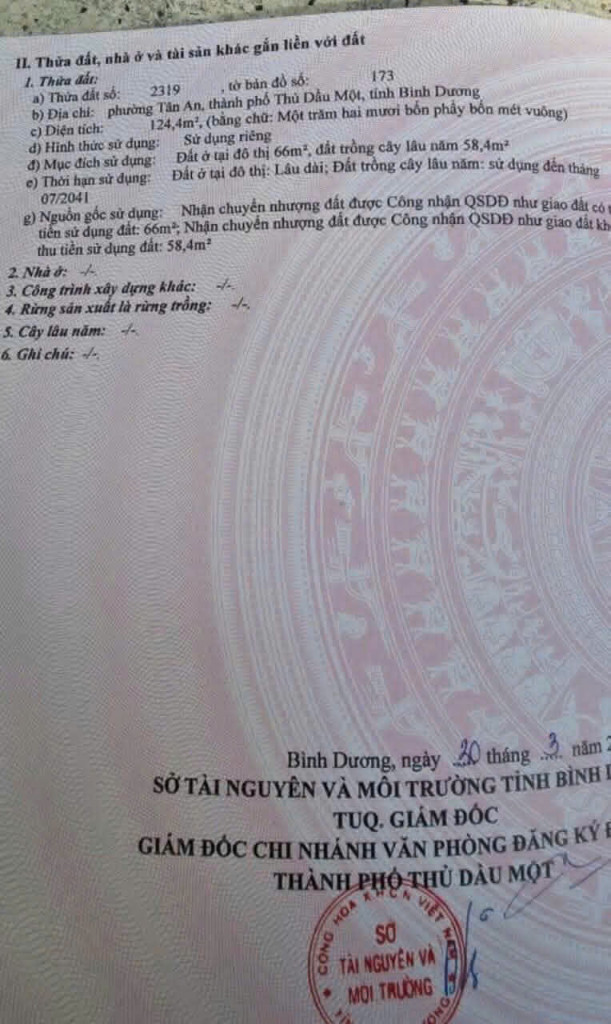 II. Thửa đất, nhà ở và tài sản khác gắn liền với đất
1. Thửa đất:
a) Thửa đất số: 2319 , tờ bản đồ số: 173
b) Địa chỉ: phường Tân An, thành phố Thủ Dầu Một, tỉnh Bình Dương
c) Diện tích: 124,4m², (bằng chữ: Một trăm hai mươi bốn phẩy bốn mét vuông)
d) Hình thức sử dụng: Sử dụng riêng
đ) Mục đích sử dụng: Đất ở tại đô thị 66m², đất trồng cây lâu năm 58,4m²
e) Thời hạn sử dụng: Đất ở tại đô thị: Lâu dài; Đất trồng cây lâu năm: sử dụng đến tháng
07/2041
g) Nguồn gốc sử dụng: Nhận chuyển nhượng đất được Công nhận QSDĐ như giao đất có
tiền sử dụng đất: 66m²; Nhận chuyển nhượng đất được Công nhận QSDĐ như giao đất kh
thu tiền sử dụng đất: 58,4m²
2. Nhà ở: -/-.
3. Công trình xây dựng khác: -/-.
4. Rừng sản xuất là rừng trồng: -/-.
5. Cây lâu năm: -/-.
6. Ghi chú: -/-.
Bình Dương, ngày 30 tháng 3 năm 2
SỞ TÀI NGUYÊN VÀ MÔI TRƯỜNG TỈNH BÌNH
TUQ. GIÁM ĐỐC
GIÁM ĐỐC CHI NHÁNH VĂN PHÒNG ĐĂNG KÝ Đ
THÀNH PHỐ THỦ DẦU MỘT
CỘNG HÒA XHCN VIỆT NAM
SỞ
TÀI NGUYÊN VÀ
MÔI TRƯỜNG